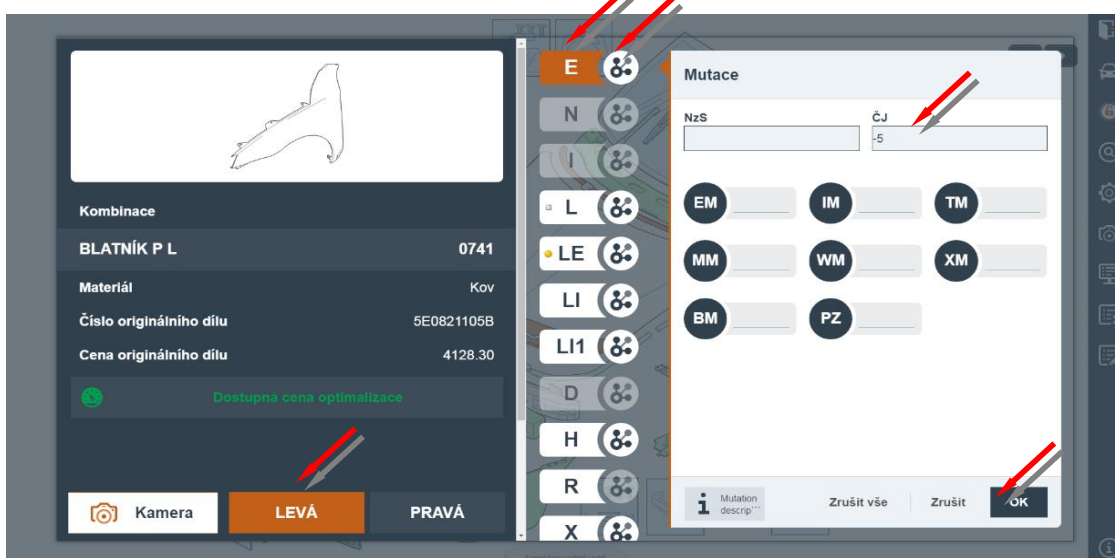 Kombinace
BLATNÍK P L 0741
Materiál Kov
Číslo originálního dílu 5E0821105B
Cena originálního dílu 4128.30
Dostupná cena optimalizace
Kamera LEVÁ PRAVÁ
E
N
I
L
LE
LI
LI1
D
H
R
X
Mutace
NzS ČJ
-5
EM IM TM
MM WM XM
BM PZ
Mutation
descrip...
Zrušit vše Zrušit OK